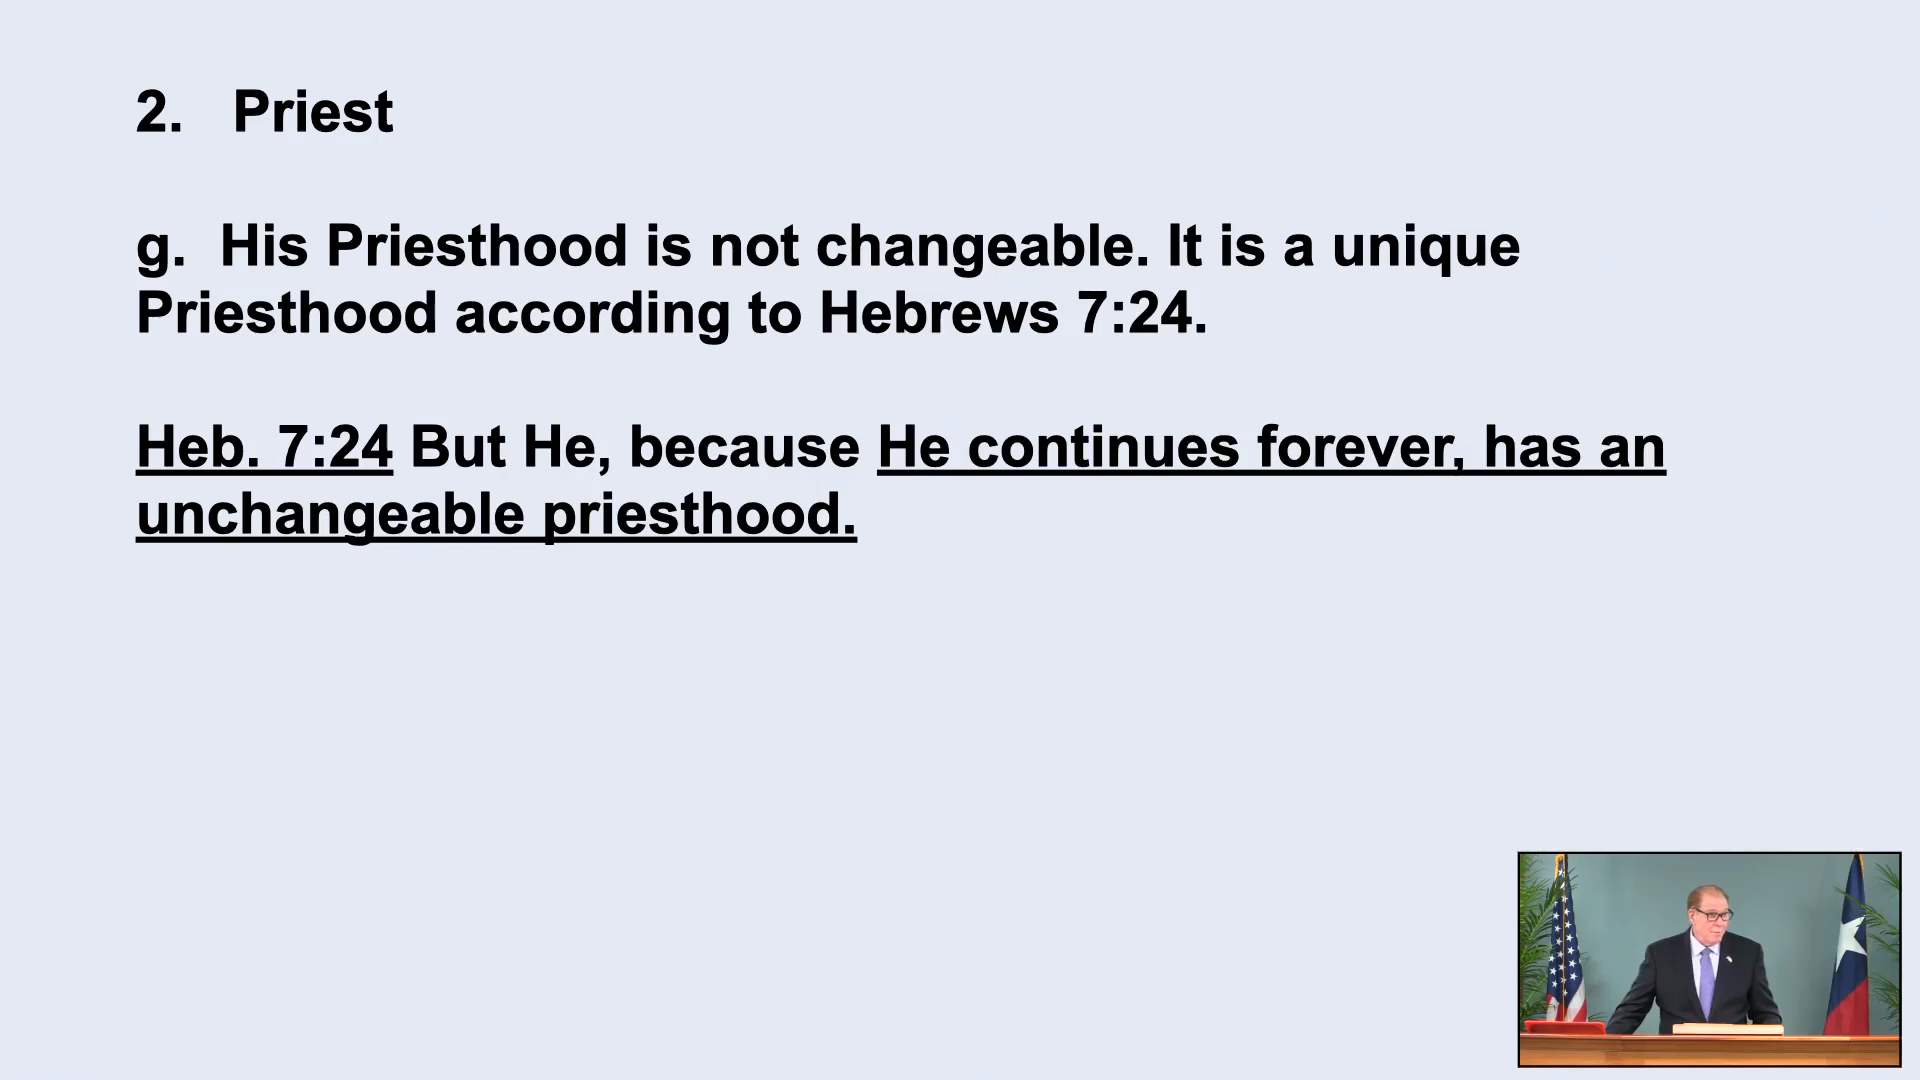 2. Priest
g. His Priesthood is not changeable. It is a unique
Priesthood according to Hebrews 7:24.
Heb. 7:24 But He, because He continues forever, has an
unchangeable priesthood.